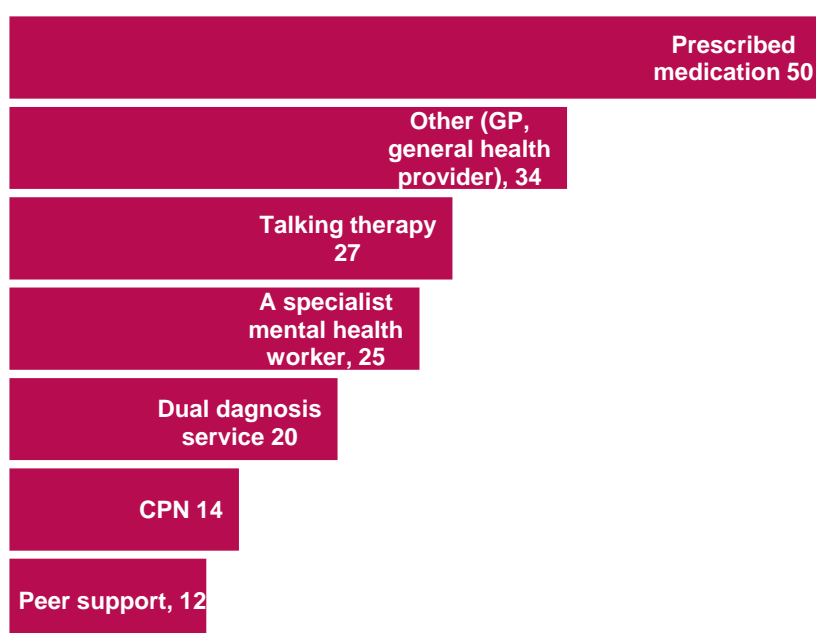 Prescribed
medication 50
Other (GP,
general health
provider), 34
Talking therapy
27
A specialist
mental health
worker, 25
Dual dagnosis
service 20
CPN 14
Peer support, 12